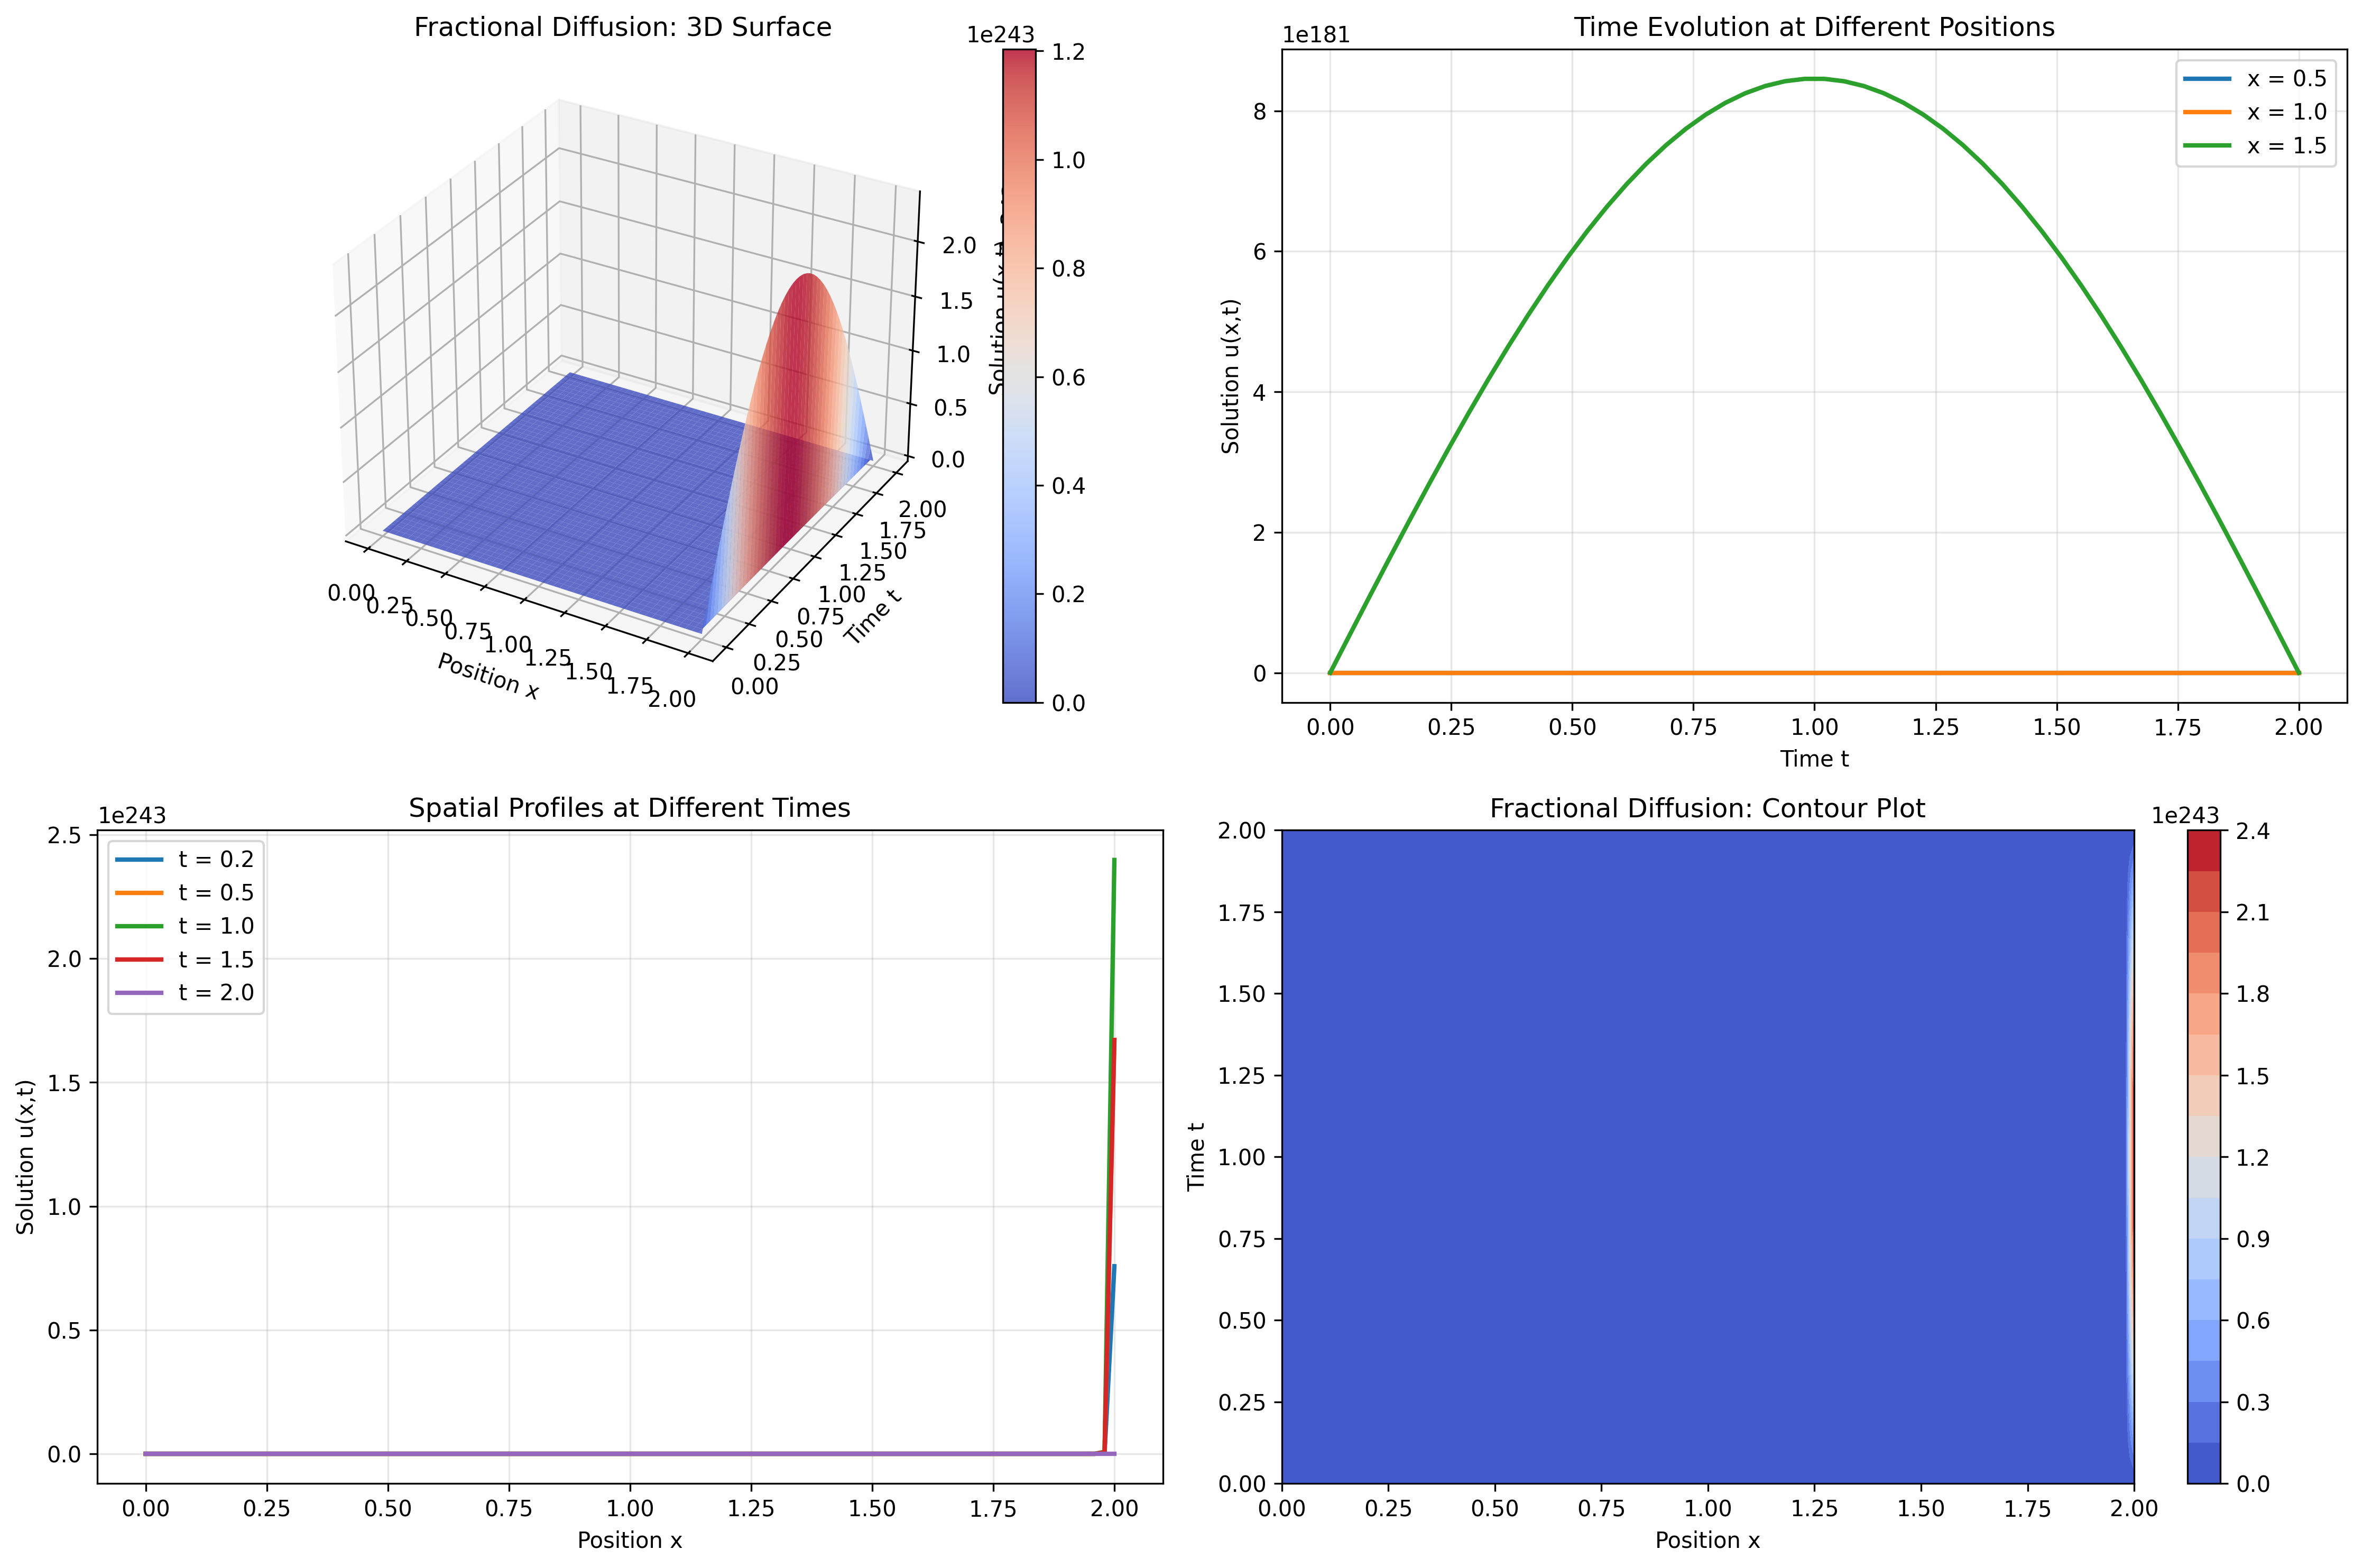 Fractional Diffusion: 3D Surface
1e243
1.2
1.0
0.8
0.6
0.4
0.2
0.0
2.0
1.5
1.0
0.5
0.0
Solution
0.00
0.25
0.50
0.75
1.00
1.25
1.50
1.75
2.00
Position x
0.00
0.25
0.50
0.75
1.00
1.25
1.50
1.75
2.00
Time t
Time Evolution at Different Positions
1e181
x = 0.5
x = 1.0
x = 1.5
8
6
4
2
0
Solution u(x,t)
0.00 0.25 0.50 0.75 1.00 1.25 1.50 1.75 2.00
Time t
Spatial Profiles at Different Times
1e243
t = 0.2
t = 0.5
t = 1.0
t = 1.5
t = 2.0
2.5
2.0
1.5
1.0
0.5
0.0
Solution u(x,t)
0.00 0.25 0.50 0.75 1.00 1.25 1.50 1.75 2.00
Position x
Fractional Diffusion: Contour Plot
2.00
1.75
1.50
1.25
1.00
0.75
0.50
0.25
0.00
Time t
0.00 0.25 0.50 0.75 1.00 1.25 1.50 1.75 2.00
Position x
1e243
2.4
2.1
1.8
1.5
1.2
0.9
0.6
0.3
0.0